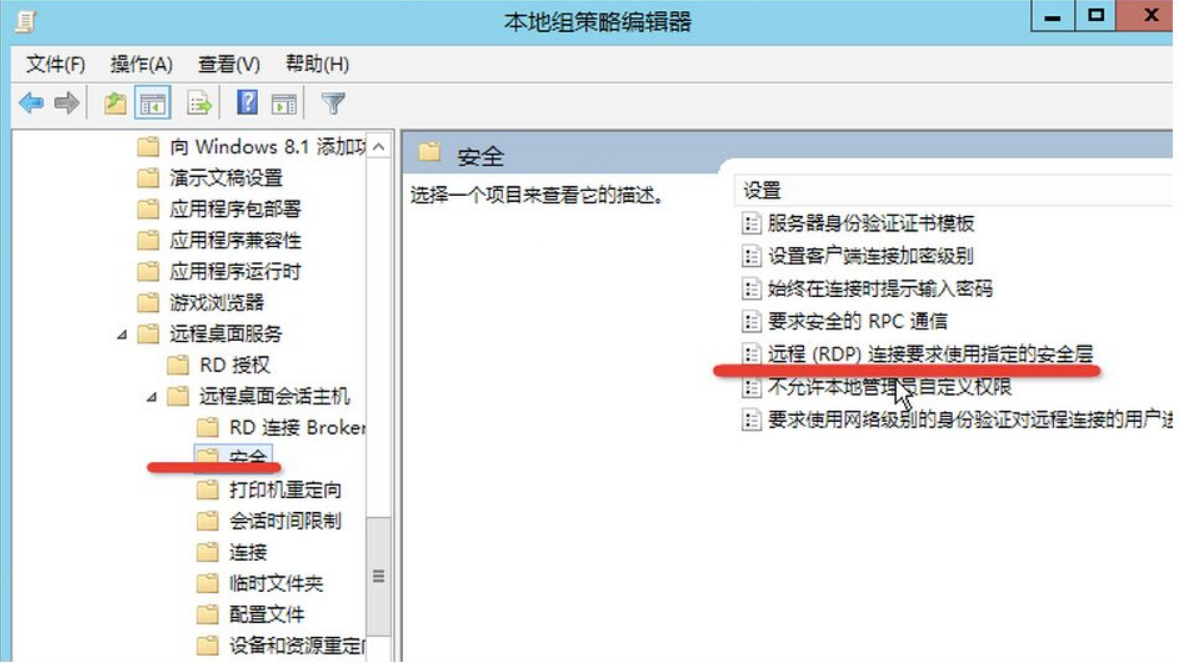 本地组策略编辑器
文件(F) 操作(A) 查看(V) 帮助(H)
向 Windows 8.1 添加功
演示文稿设置
应用程序包部署
应用程序兼容性
应用程序运行时
游戏浏览器
远程桌面服务
RD 授权
远程桌面会话主机
RD 连接 Broker
安全
打印机重定向
会话时间限制
连接
临时文件夹
配置文件
设备和资源重定向
安全
选择一个项目来查看它的描述。
设置
服务器身份验证证书模板
设置客户端连接加密级别
始终在连接时提示输入密码
要求安全的 RPC 通信
远程 (RDP) 连接要求使用指定的安全层
不允许本地管理员自定义权限
要求使用网络级别的身份验证对远程连接的用户进